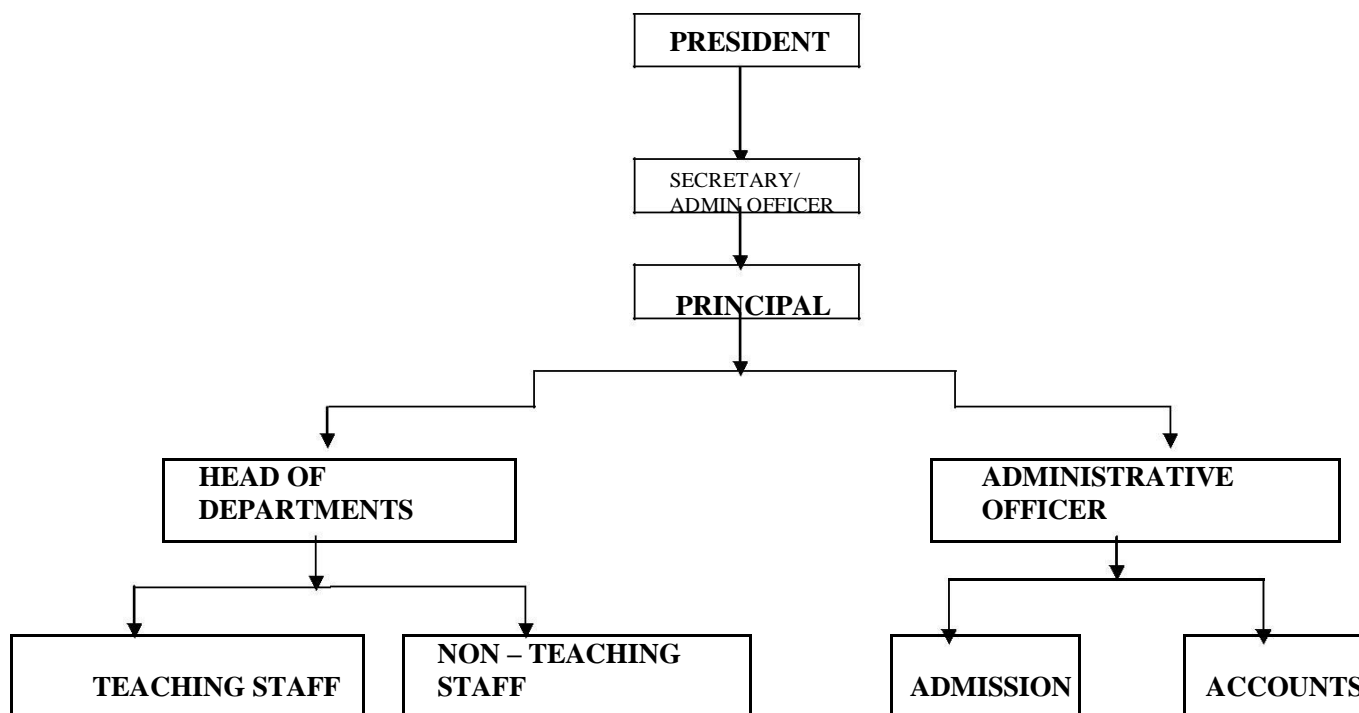 PRESIDENT
SECRETARY/
ADMIN OFFICER
PRINCIPAL
HEAD OF
DEPARTMENTS
ADMINISTRATIVE
OFFICER
TEACHING STAFF
NON – TEACHING
STAFF
ADMISSION
ACCOUNTS